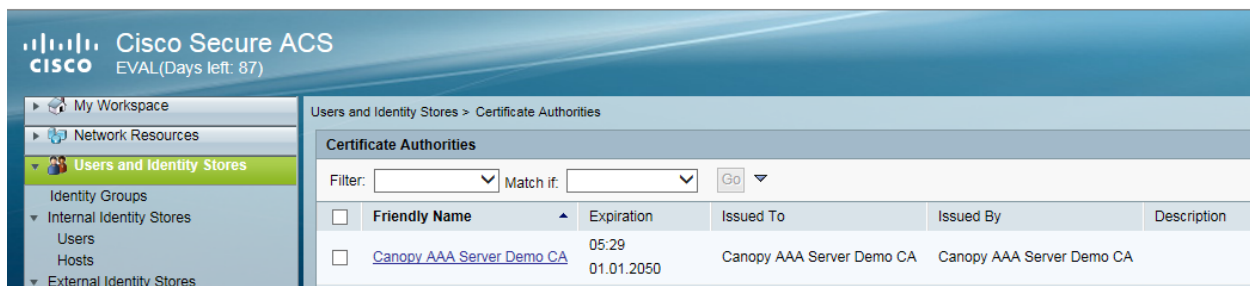 Cisco Secure ACS
CISCO EVAL(Days left: 87)
My Workspace
Network Resources
Users and Identity Stores
Identity Groups
Internal Identity Stores
Users
Hosts
External Identity Stores
Users and Identity Stores > Certificate Authorities
Certificate Authorities
Filter: Match if: Go
Friendly Name Expiration Issued To Issued By Description
Canopy AAA Server Demo CA 05:29 Canopy AAA Server Demo CA Canopy AAA Server Demo CA
01.01.2050